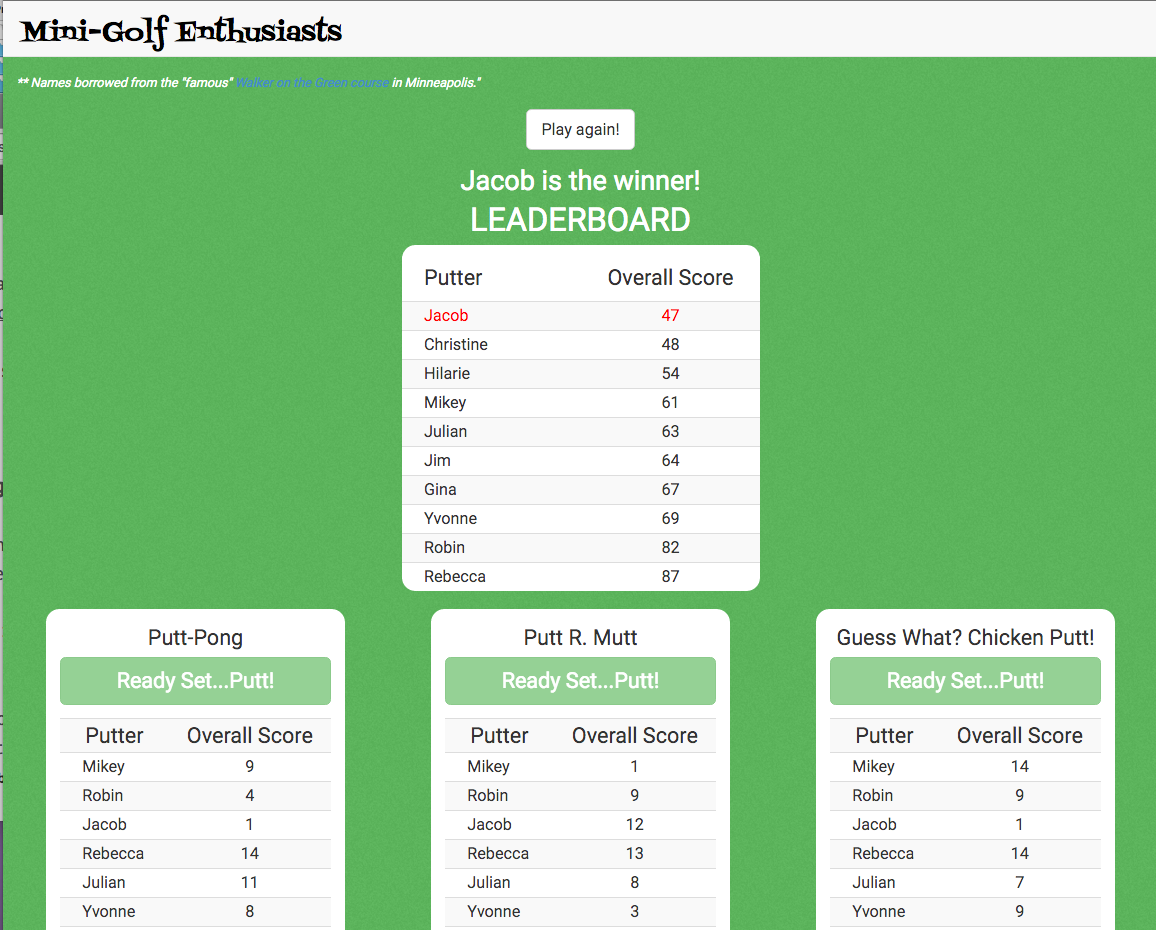 Mini-Golf Enthusiasts
** Names borrowed from the "famous" Walker on the Green course in Minneapolis."
Play again!
Jacob is the winner!
LEADERBOARD
Putter Overall Score
Jacob 47
Christine 48
Hilarie 54
Mikey 61
Julian 63
Jim 64
Gina 67
Yvonne 69
Robin 82
Rebecca 87
Putt-Pong
Ready Set...Putt!
Putter Overall Score
Mikey 9
Robin 4
Jacob 1
Rebecca 14
Julian 11
Yvonne 8
Putt R. Mutt
Ready Set...Putt!
Putter Overall Score
Mikey 1
Robin 9
Jacob 12
Rebecca 13
Julian 8
Yvonne 3
Guess What? Chicken Putt!
Ready Set...Putt!
Putter Overall Score
Mikey 14
Robin 9
Jacob 1
Rebecca 14
Julian 7
Yvonne 9